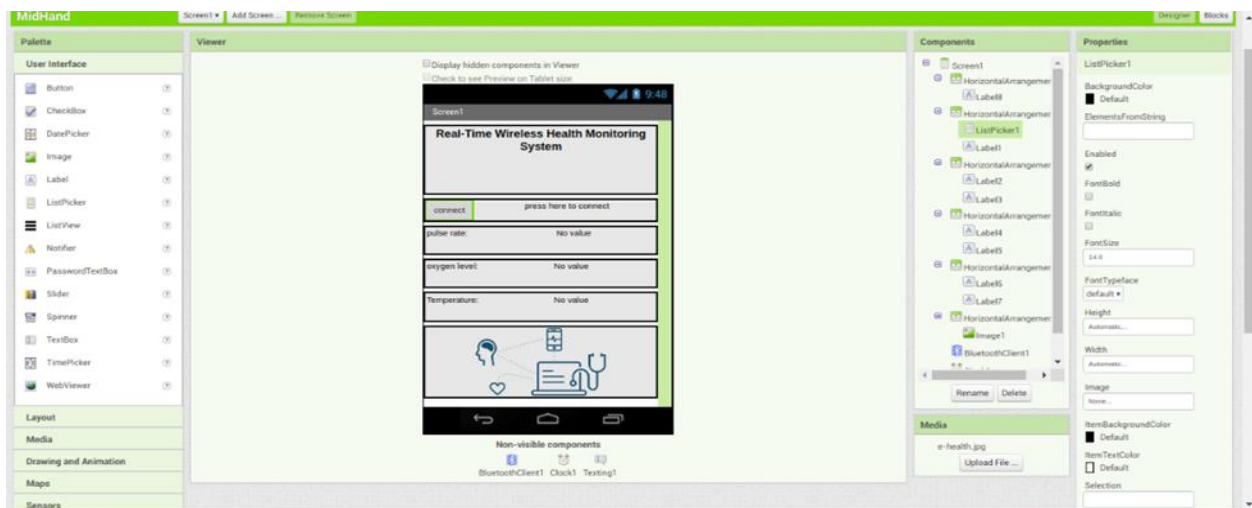 MidHand
Screen1 ▾ Add Screen ... Remove Screen
Designer Blocks
Palette
User Interface
Button
CheckBox
DatePicker
Image
Label
ListPicker
ListView
Notifier
PasswordTextBox
Slider
Spinner
TextBox
TimePicker
WebViewer
Layout
Media
Drawing and Animation
Maps
Sensors
Viewer
Display hidden components in Viewer
Check to see Preview on Tablet size.
9:48
Screen1
Real-Time Wireless Health Monitoring
System
connect press here to connect
pulse rate: No value
oxygen level: No value
Temperature: No value
Non-visible components
BluetoothClient1 Clock1 Texting1
Components
Screen1
HorizontalArrangemer
Label8
HorizontalArrangemer
ListPicker1
Label1
HorizontalArrangemer
Label2
Label3
HorizontalArrangemer
Label4
Label5
HorizontalArrangemer
Label6
Label7
HorizontalArrangemer
Image1
BluetoothClient1
Rename Delete
Media
e-health.jpg
Upload File ...
Properties
ListPicker1
BackgroundColor
Default
ElementsFromString
Enabled
FontBold
FontItalic
FontSize
14.0
FontTypeface
default ▾
Height
Automatic...
Width
Automatic...
Image
None...
ItemBackgroundColor
Default
ItemTextColor
Default
Selection